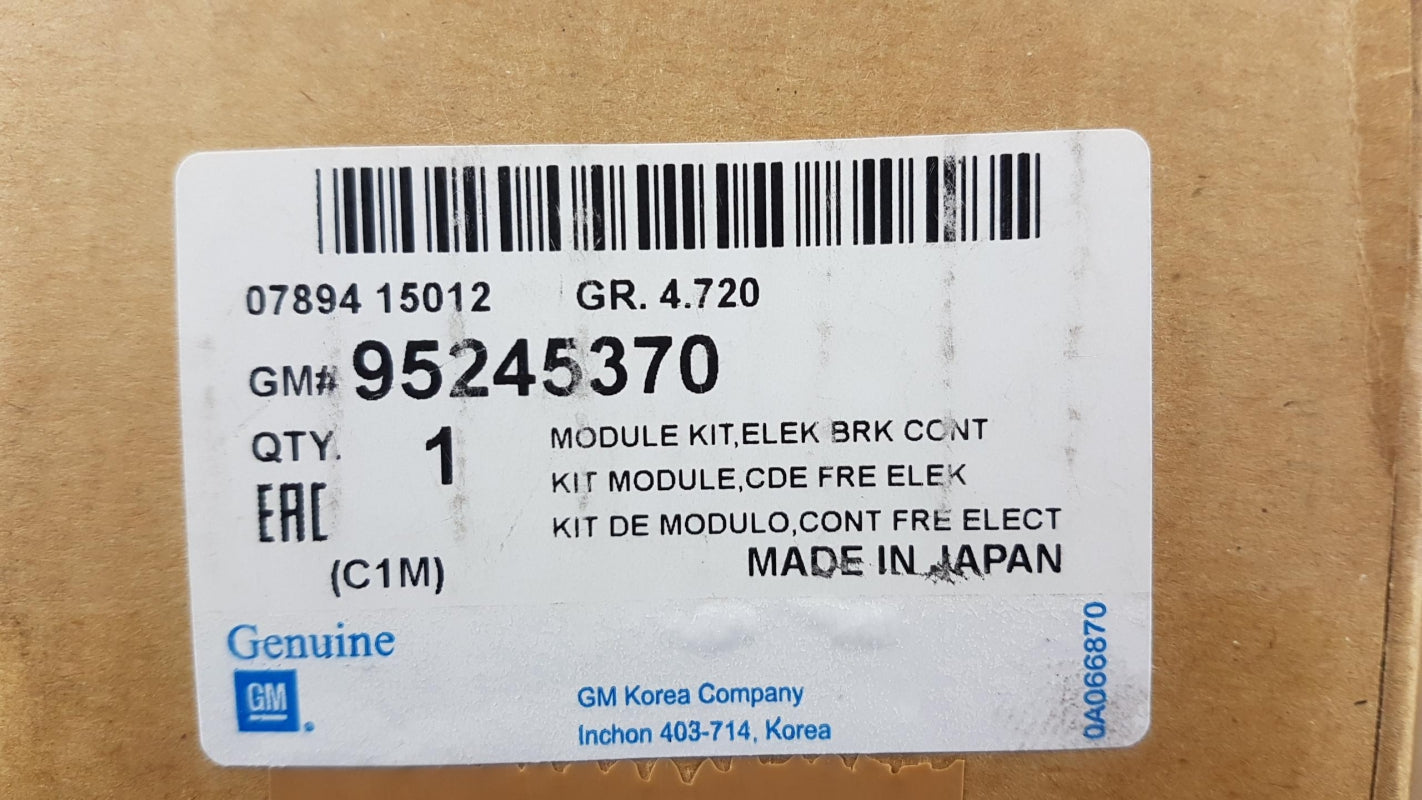 07894 15012 GR. 4.720
GM# 95245370
QTY. 1
MODULE KIT,ELEK BRK CONT
KIT MODULE,CDE FRE ELEK
KIT DE MODULO,CONT FRE ELECT
EAC
(C1M)
MADE IN JAPAN
Genuine
GM
GM Korea Company
Inchon 403-714, Korea
0A066870